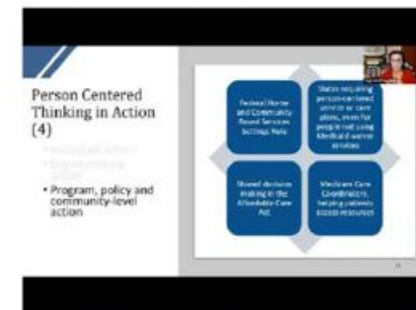 Person Centered
Thinking in Action
(4)
• Individual action
• Organizational
action
• Program, policy and
community-level
action
Federal Home
and Community
Based Services
Settings Rule
States requiring
person-centered
service or care
plans, even for
people not using
Medicaid waiver
services
Shared decision
making in the
Affordable Care
Act
Medicare Care
Coordinators,
helping patients
access resources